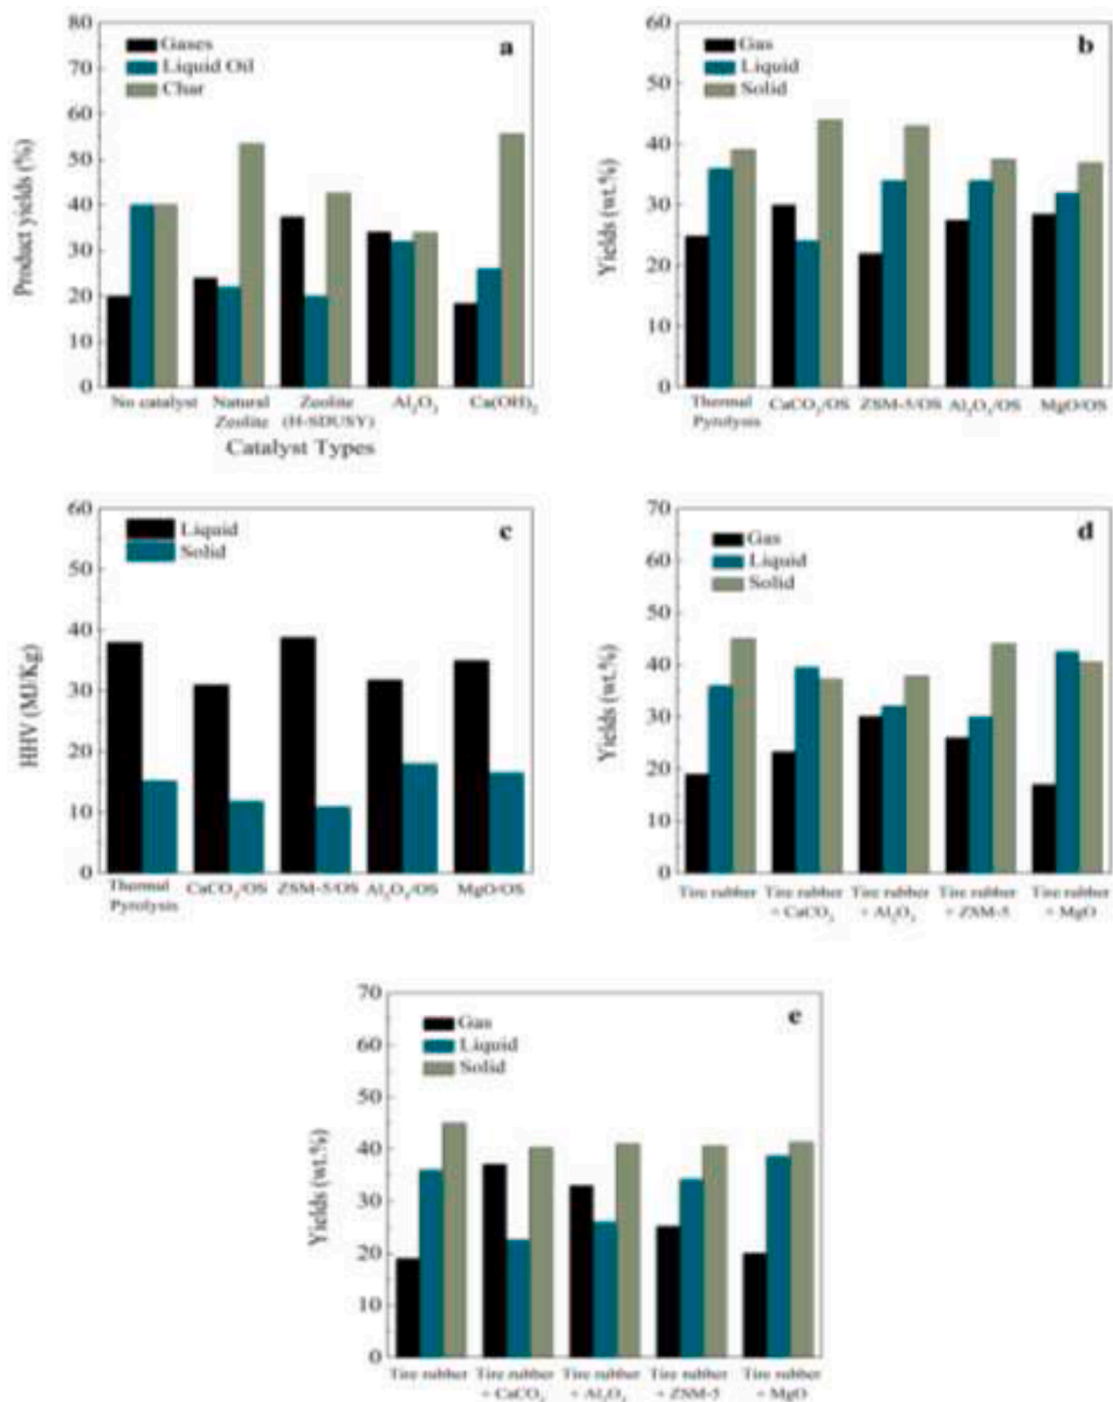 a
Gases
Liquid Oil
Char
80
70
60
50
40
30
20
10
0
Product yields (%)
No catalyst
Natural
Zeolite
Zeolite
(H-SDUSY)
Al₂O₃
Ca(OH)₂
Catalyst Types
b
Gas
Liquid
Solid
60
50
40
30
20
10
0
Yields (wt.%)
Thermal
Pyrolysis
CaCO₃/OS
ZSM-5/OS
Al₂O₃/OS
MgO/OS
c
Liquid
Solid
60
50
40
30
20
10
0
HHV (MJ/Kg)
Thermal
Pyrolysis
CaCO₃/OS
ZSM-5/OS
Al₂O₃/OS
MgO/OS
d
Gas
Liquid
Solid
70
60
50
40
30
20
10
0
Yields (wt.%)
Tire rubber
Tire rubber
+ CaCO₃
Tire rubber
+ Al₂O₃
Tire rubber
+ ZSM-5
Tire rubber
+ MgO
e
Gas
Liquid
Solid
70
60
50
40
30
20
10
0
Yields (wt.%)
Tire rubber
Tire rubber
+ CaCO₃
Tire rubber
+ Al₂O₃
Tire rubber
+ ZSM-5
Tire rubber
+ MgO